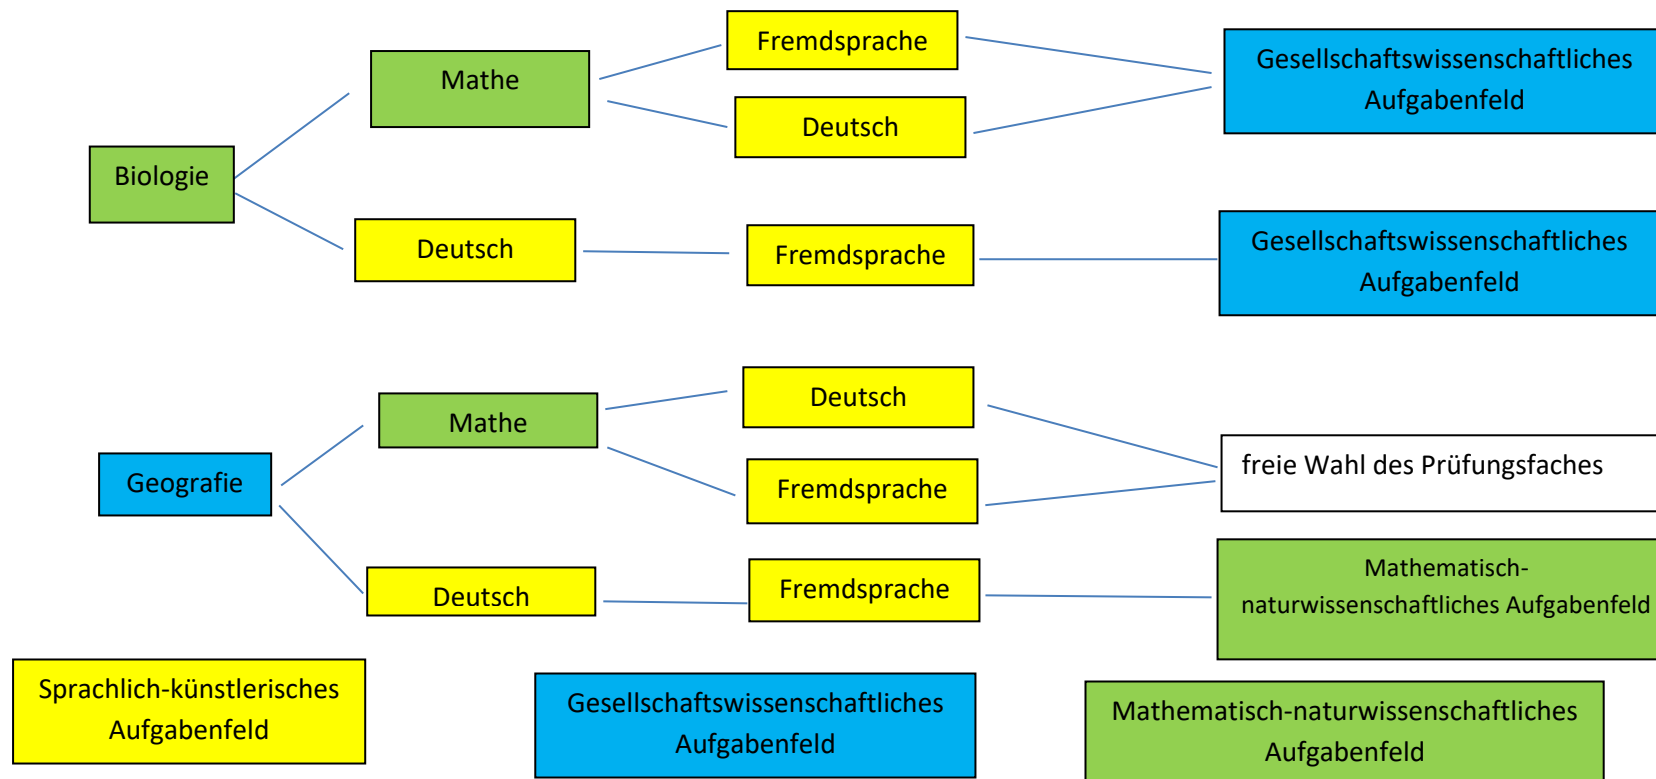 Fremdsprache
Gesellschaftswissenschaftliches
Aufgabenfeld
Mathe
Deutsch
Biologie
Deutsch
Fremdsprache
Gesellschaftswissenschaftliches
Aufgabenfeld
Deutsch
Mathe
freie Wahl des Prüfungsfaches
Geografie
Fremdsprache
Deutsch
Fremdsprache
Mathematisch-
naturwissenschaftliches Aufgabenfeld
Sprachlich-künstlerisches
Aufgabenfeld
Gesellschaftswissenschaftliches
Aufgabenfeld
Mathematisch-naturwissenschaftliches
Aufgabenfeld